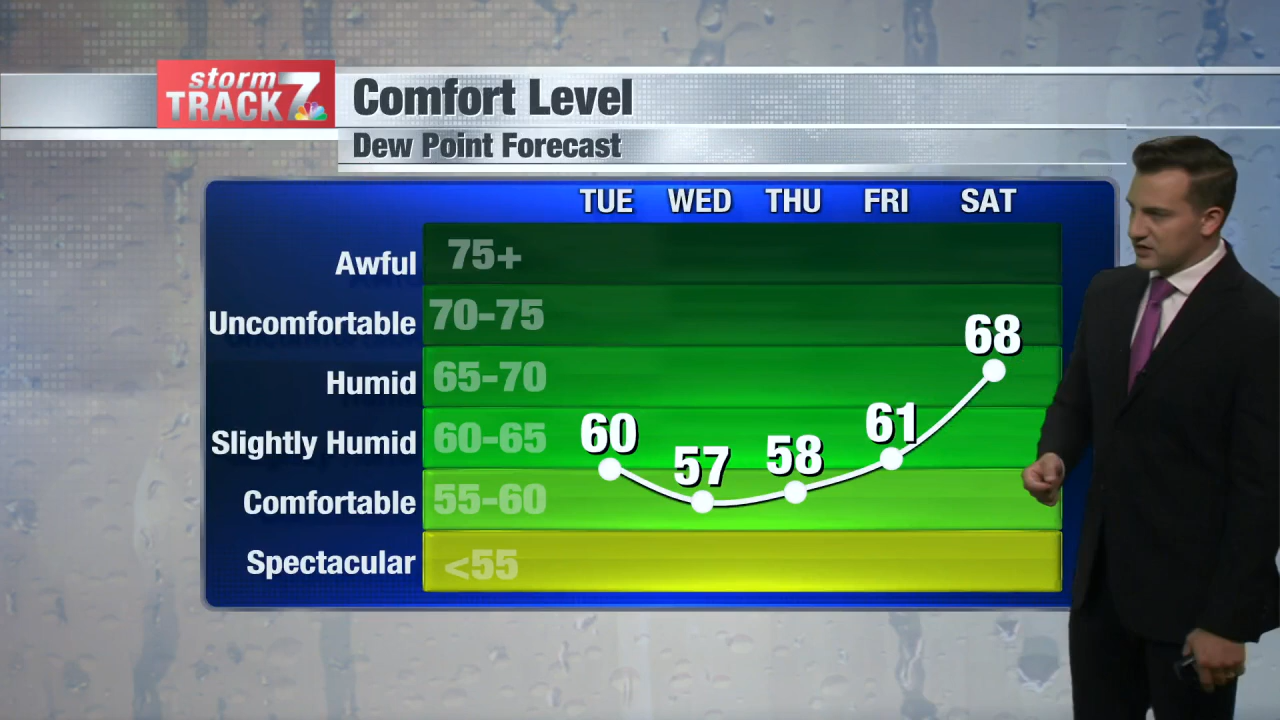 storm
TRACK 7
Comfort Level
Dew Point Forecast
TUE WED THU FRI SAT
Awful 75+
Uncomfortable 70-75
68
Humid 65-70
61
Slightly Humid 60-65 60
57 58
Comfortable 55-60
Spectacular <55